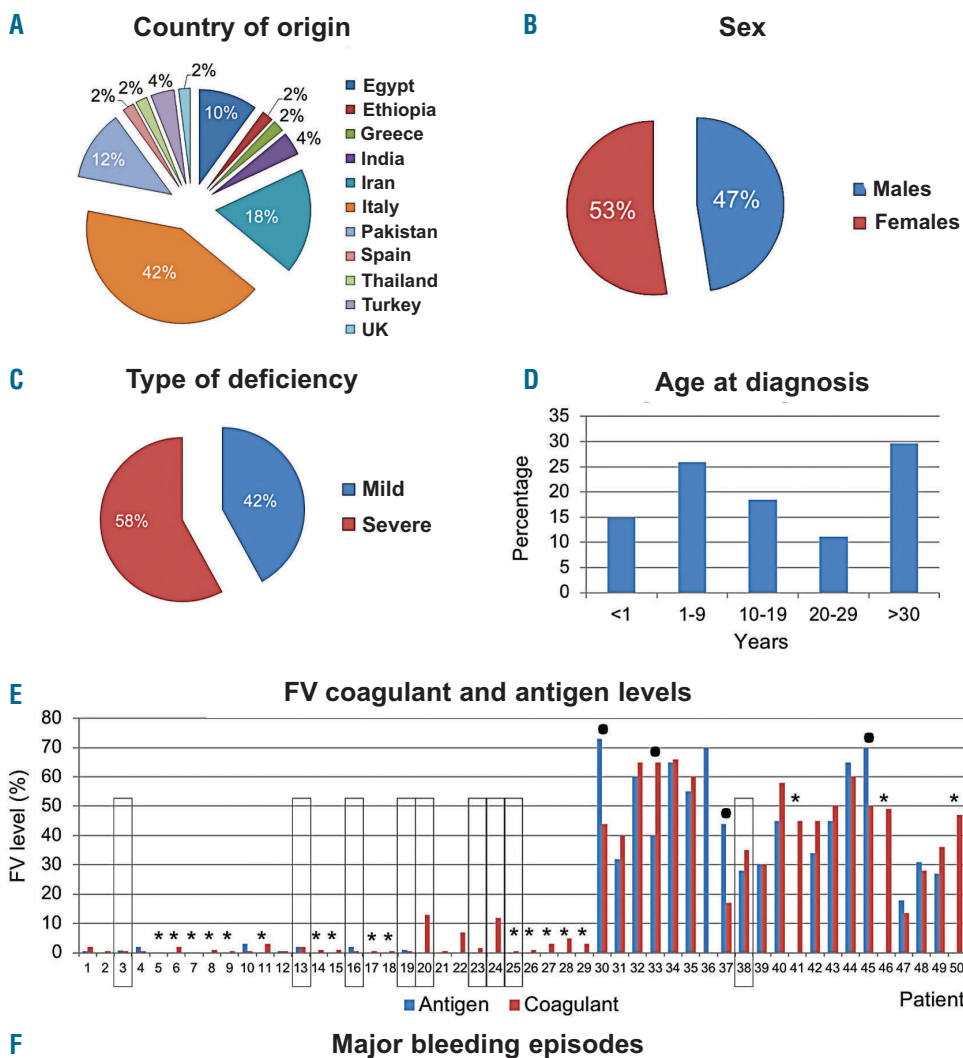 A Country of origin
2%
4%
2%
2%
10%
2%
2%
4%
12%
18%
42%
Egypt
Ethiopia
Greece
India
Iran
Italy
Pakistan
Spain
Thailand
Turkey
UK
B Sex
53%
47%
Males
Females
C Type of deficiency
58%
42%
Mild
Severe
D Age at diagnosis
Percentage
35
30
25
20
15
10
5
0
<1 1-9 10-19 20-29 >30
Years
E FV coagulant and antigen levels
FV level (%)
80
70
60
50
40
30
20
10
0
* * * * * * * * * * * * * * * * * *
1 2 3 4 5 6 7 8 9 10 11 12 13 14 15 16 17 18 19 20 21 22 23 24 25 26 27 28 29 30 31 32 33 34 35 36 37 38 39 40 41 42 43 44 45 46 47 48 49 50
Antigen Coagulant Patient
F Major bleeding episodes